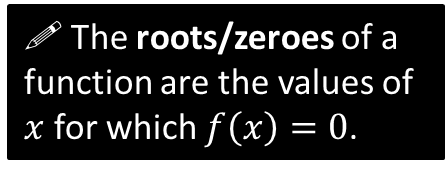 The roots/zeroes of a
function are the values of
x for which f(x) = 0.